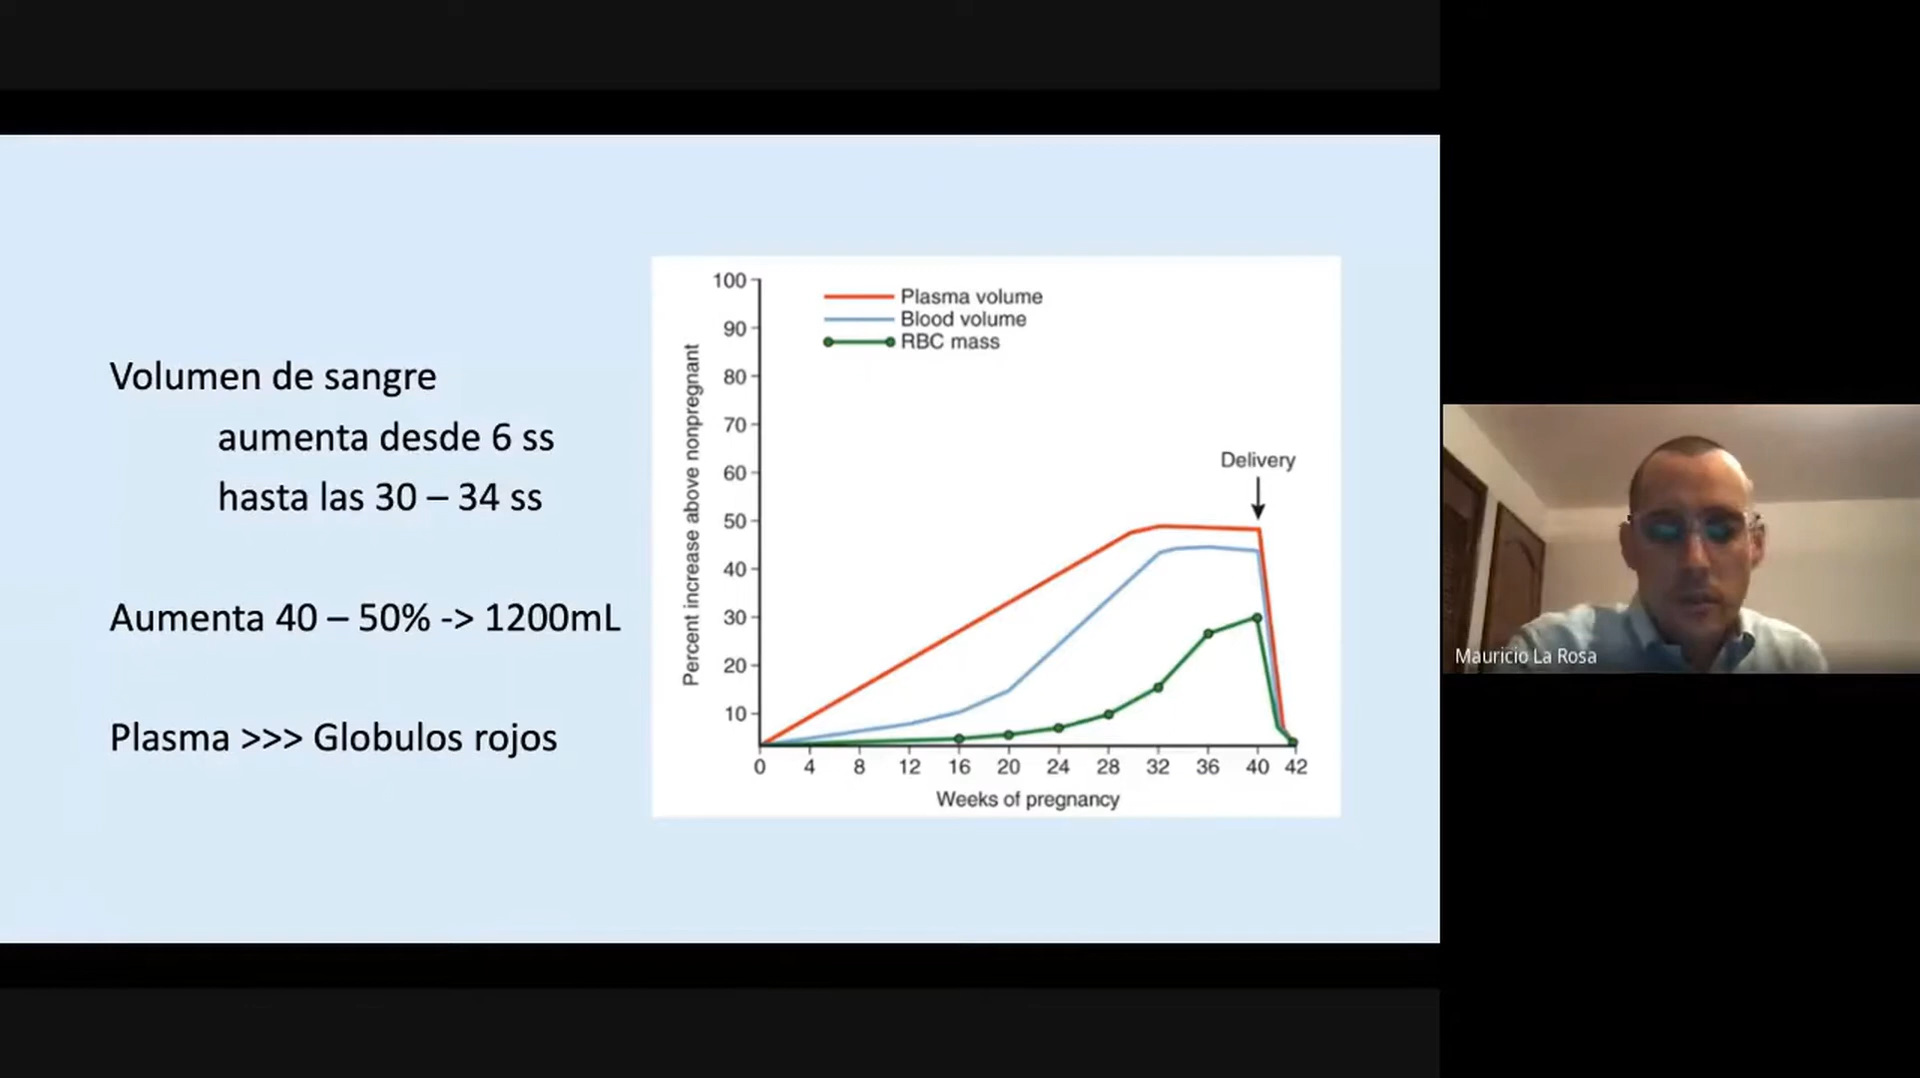 Volumen de sangre
aumenta desde 6 ss
hasta las 30 – 34 ss
Aumenta 40 – 50% -> 1200mL
Plasma >>> Globulos rojos
Plasma volume
Blood volume
RBC mass
Percent increase above nonpregnant
100
90
80
70
60
50
40
30
20
10
Delivery
0 4 8 12 16 20 24 28 32 36 40 42
Weeks of pregnancy
Mauricio La Rosa